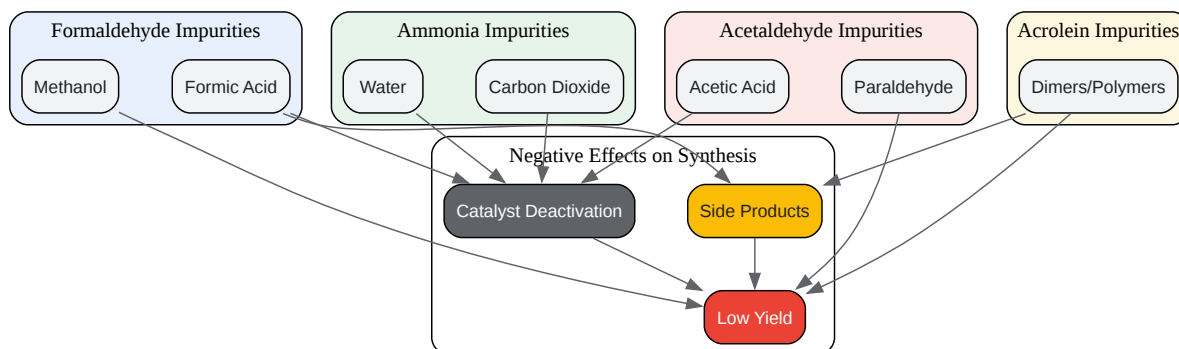 Formaldehyde Impurities
Ammonia Impurities
Acetaldehyde Impurities
Acrolein Impurities
Methanol
Formic Acid
Water
Carbon Dioxide
Acetic Acid
Paraldehyde
Dimers/Polymers
Negative Effects on Synthesis
Catalyst Deactivation
Side Products
Low Yield